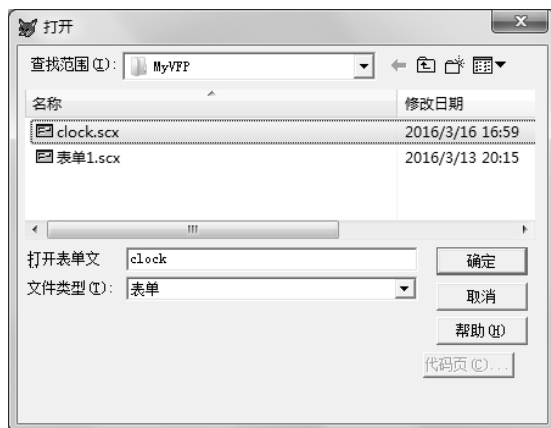 打开
查找范围(I): MyVFP
名称 修改日期
clock.scx 2016/3/16 16:59
表单1.scx 2016/3/13 20:15
打开表单文 clock 确定
文件类型(T): 表单 取消
帮助(H)
代码页(C)...